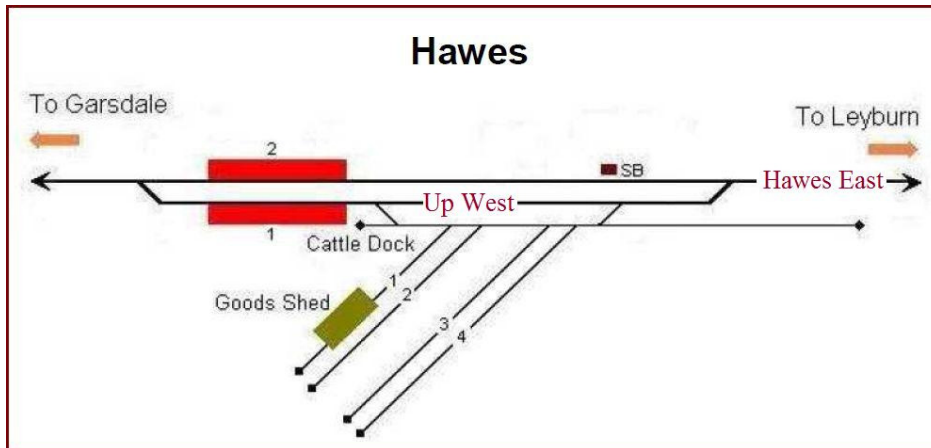 Hawes
To Garsdale
To Leyburn
2
SB
Hawes East
Up West
1
Cattle Dock
1
2
Goods Shed
3
4